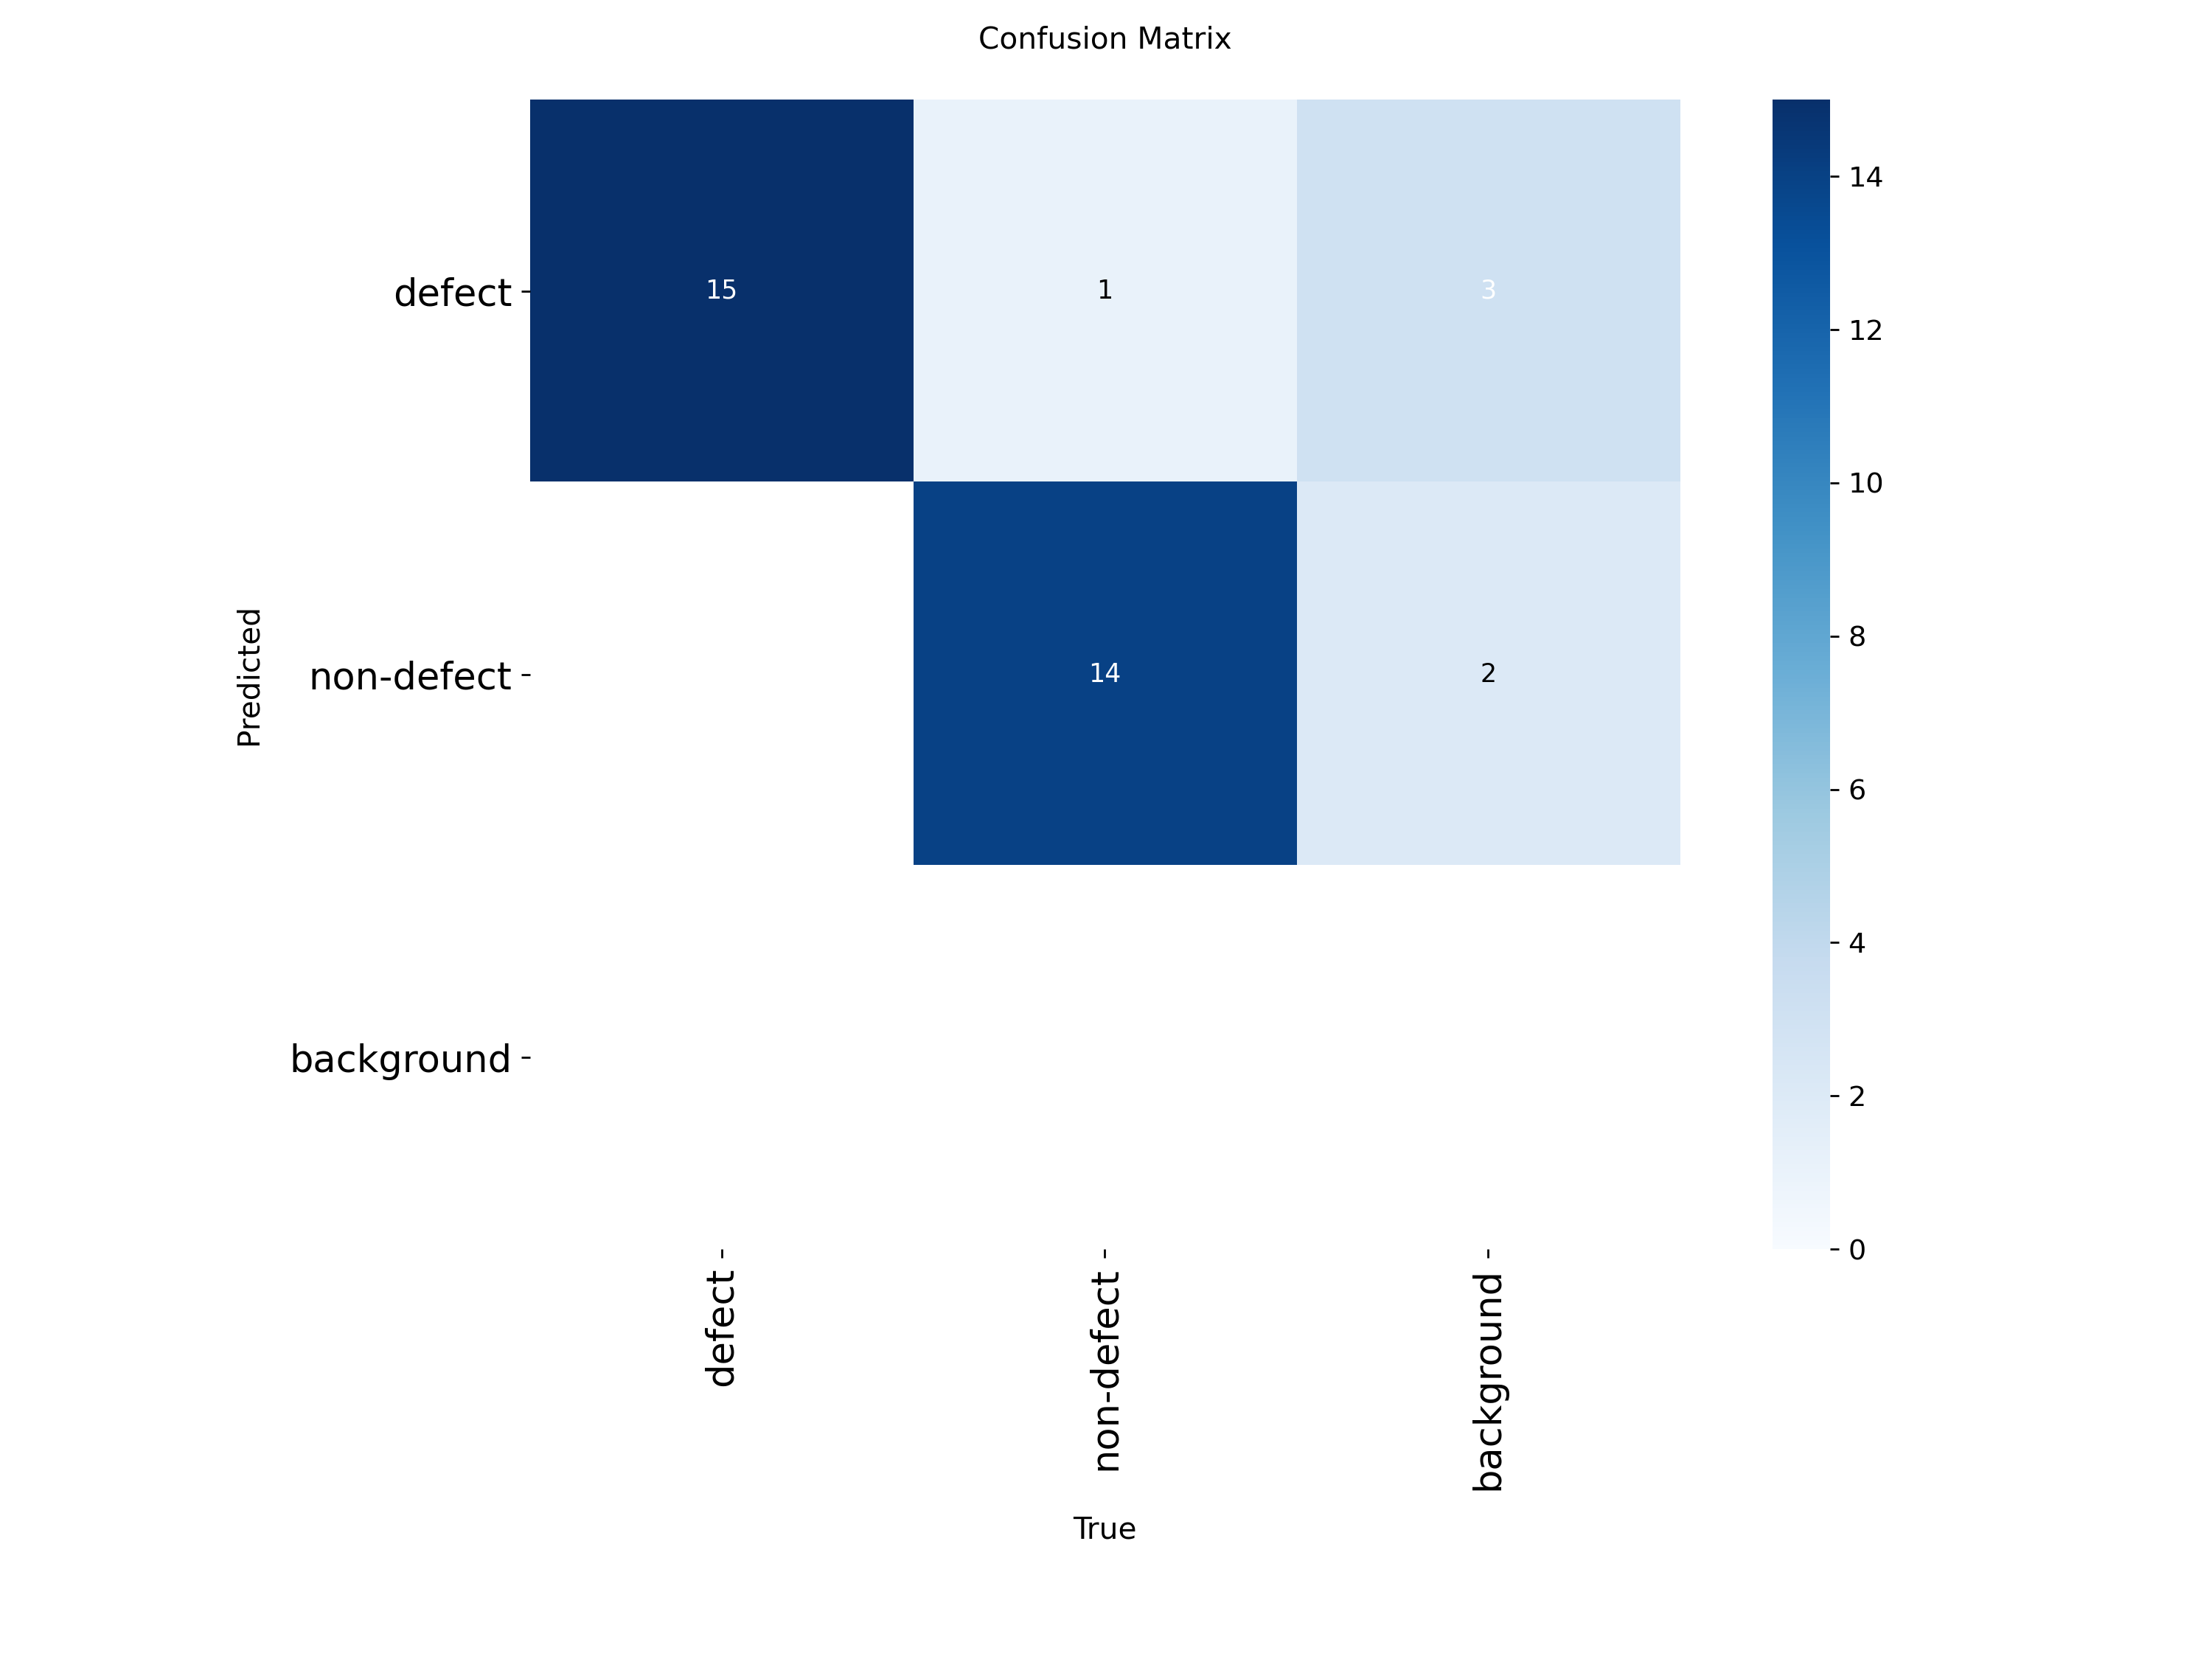 Confusion Matrix
defect
15
1
3
non-defect
14
2
background
Predicted
defect
non-defect
background
True
14
12
10
8
6
4
2
0